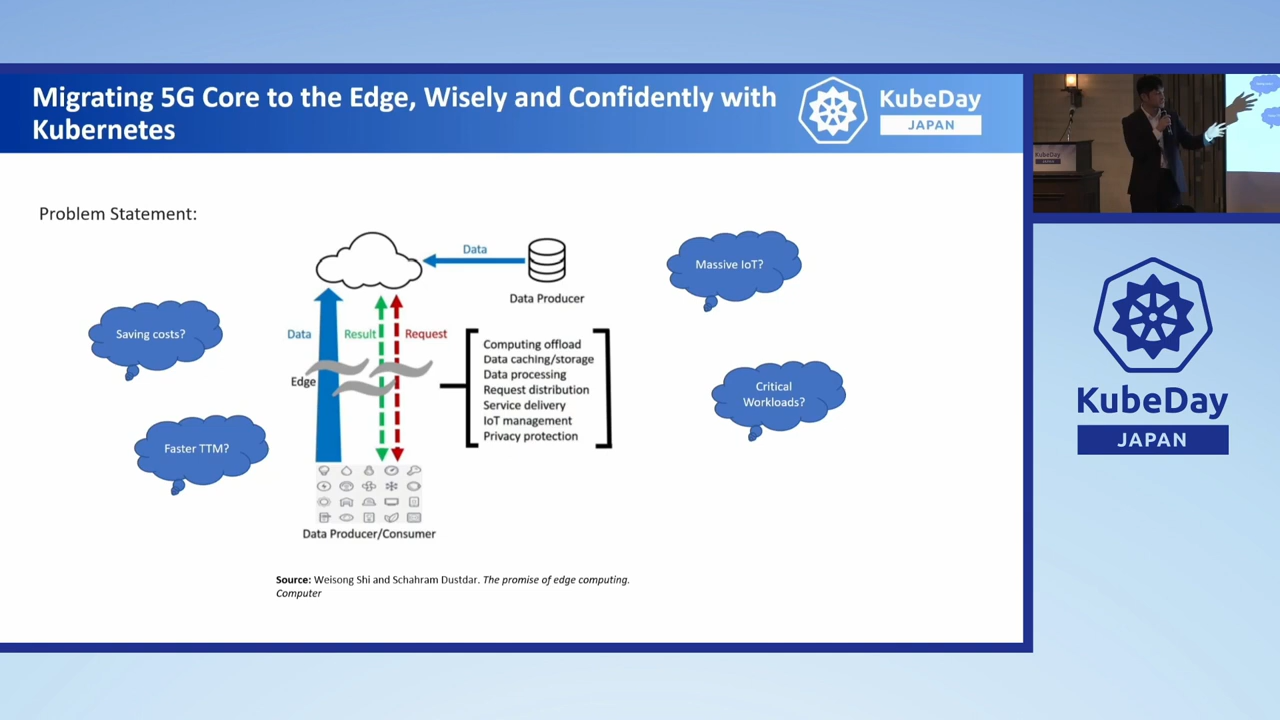 Migrating 5G Core to the Edge, Wisely and Confidently with
Kubernetes
KubeDay
JAPAN
Problem Statement:
Data
Data Producer
Massive IoT?
Saving costs?
Data
Result
Request
Edge
Computing offload
Data caching/storage
Data processing
Request distribution
Service delivery
IoT management
Privacy protection
Critical
Workloads?
Faster TTM?
Data Producer/Consumer
Source: Weisong Shi and Schahram Dustdar. The promise of edge computing.
Computer
KubeDay
KubeDay
JAPAN